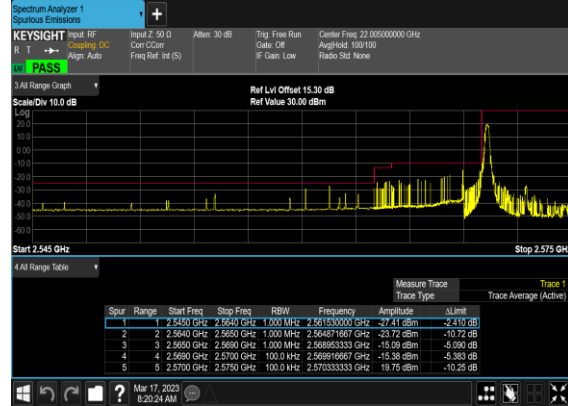 Spectrum Analyzer 1
Spurious Emissions
+
KEYSIGHT Input: RF Input Z: 50 Ω Atten: 30 dB Trig: Free Run Center Freq: 22.005000000 GHz
R T Coupling: DC Corr CCorr Gate: Off Avg|Hold: 100/100
Align: Auto Freq Ref: Int (S) IF Gain: Low Radio Std: None
PASS
3 All Range Graph
Ref Lvl Offset 15.30 dB
Scale/Div 10.0 dB Ref Value 30.00 dBm
Log
20.0
10.0
0.00
-10.0
-20.0
-30.0
-40.0
-50.0
-60.0
Start 2.545 GHz Stop 2.575 GH
4 All Range Table
Measure Trace Trace 1
Trace Type Trace Average (Active)
Spur Range Start Freq Stop Freq RBW Frequency Amplitude ΔLimit
1 1 2.5450 GHz 2.5640 GHz 1.000 MHz 2.561530000 GHz -27.41 dBm -2.410 dB
2 2 2.5640 GHz 2.5650 GHz 1.000 MHz 2.564871667 GHz -23.72 dBm -10.72 dB
3 3 2.5650 GHz 2.5690 GHz 1.000 MHz 2.568953333 GHz -15.09 dBm -5.090 dB
4 4 2.5690 GHz 2.5700 GHz 100.0 kHz 2.569916667 GHz -15.38 dBm -5.383 dB
5 5 2.5700 GHz 2.5750 GHz 100.0 kHz 2.570333333 GHz 19.75 dBm -10.25 dB
? Mar 17, 2023
8:20:24 AM